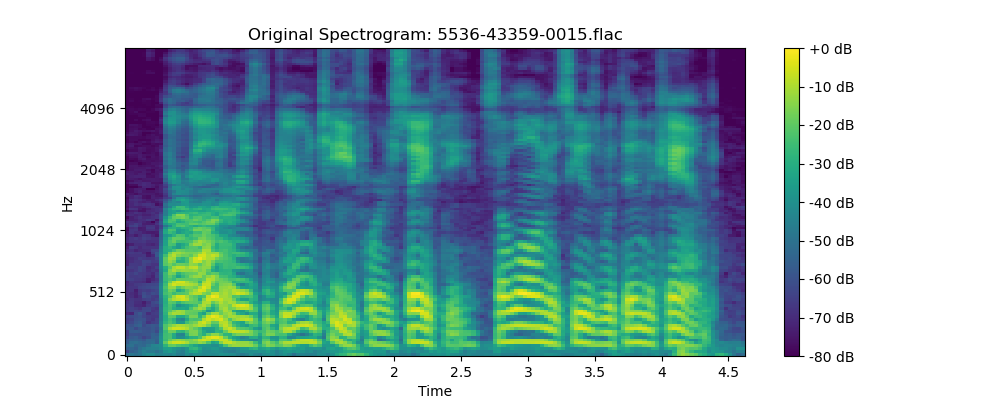 Original Spectrogram: 5536-43359-0015.flac
Hz
4096
2048
1024
512
0
0 0.5 1 1.5 2 2.5 3 3.5 4 4.5
Time
+0 dB
-10 dB
-20 dB
-30 dB
-40 dB
-50 dB
-60 dB
-70 dB
-80 dB